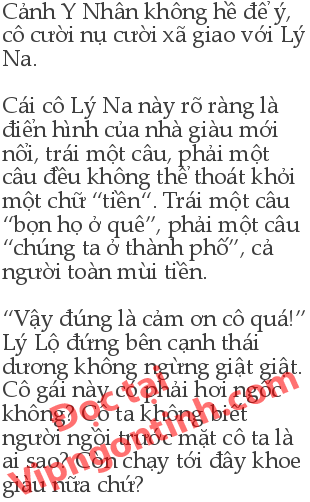 Cảnh Y Nhân không hề để ý,
cô cười nụ cười xã giao với Lý
Na.
Cái cô Lý Na này rõ ràng là
điển hình của nhà giàu mới
nổi, trái một câu, phải một
câu đều không thể thoát khỏi
một chữ “tiền“. Trái một câu
“bọn họ ở quê”, phải một câu
“chúng ta ở thành phố”, cả
người toàn mùi tiền.
“Vậy đúng là cảm ơn cô quá!”
Lý Lộ đứng bên cạnh thái
dương không ngừng giật giật.
Cô gái này có phải hơi ngốc
không? Cô ta không biết
người ngồi trước mặt cô ta là
ai sao? Còn chạy tới đây khoe
giàu nữa chứ?
Đọc tại
Vipngontinh.com